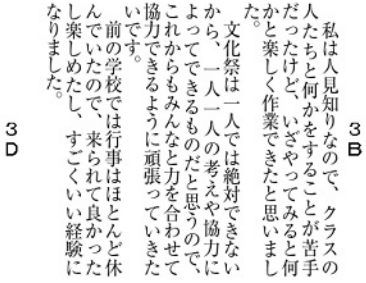 3B
私は人見知りなので、クラスの
人たちと何かをすることが苦手
だったけど、いざやってみると何
かと楽しく作業できたと思いまし
た。
文化祭は一人では絶対できない
から、一人一人の考えや協力に
よってできるものだと思うので、
これからもみんなと力を合わせて
協力できるように頑張っていきた
いです。
3D
前の学校では行事はほとんど休
んでいたので、来られて良かった
し楽しめたし、すごくいい経験に
なりました。